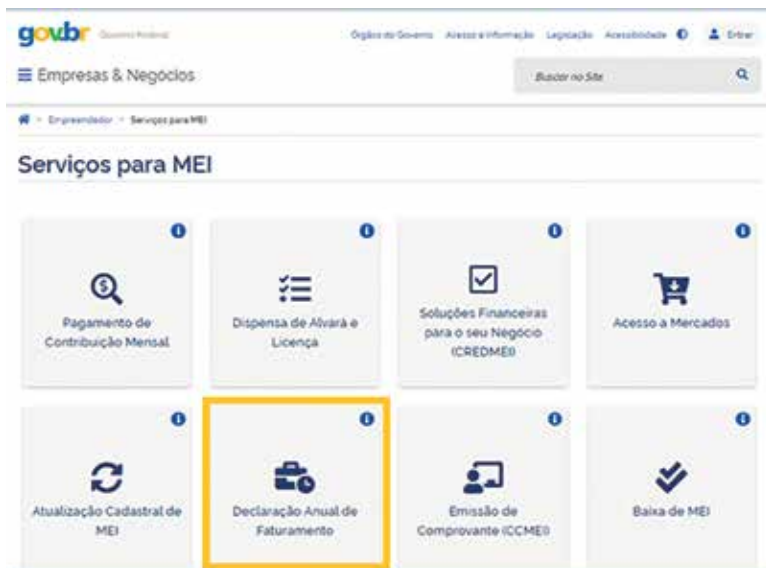 gov.br Governo Federal
Órgãos do Governo Acesso à Informação Legislação Acessibilidade Entrar
Empresas & Negócios
Buscar no Site
Empreendedor > Serviços para MEI
Serviços para MEI
Pagamento de
Contribuição Mensal
Dispensa de Alvará e
Licença
Soluções Financeiras
para o seu Negócio
(CREDMEI)
Acesso a Mercados
Atualização Cadastral de
MEI
Declaração Anual de
Faturamento
Emissão de
Comprovante (CCMEI)
Baixa de MEI